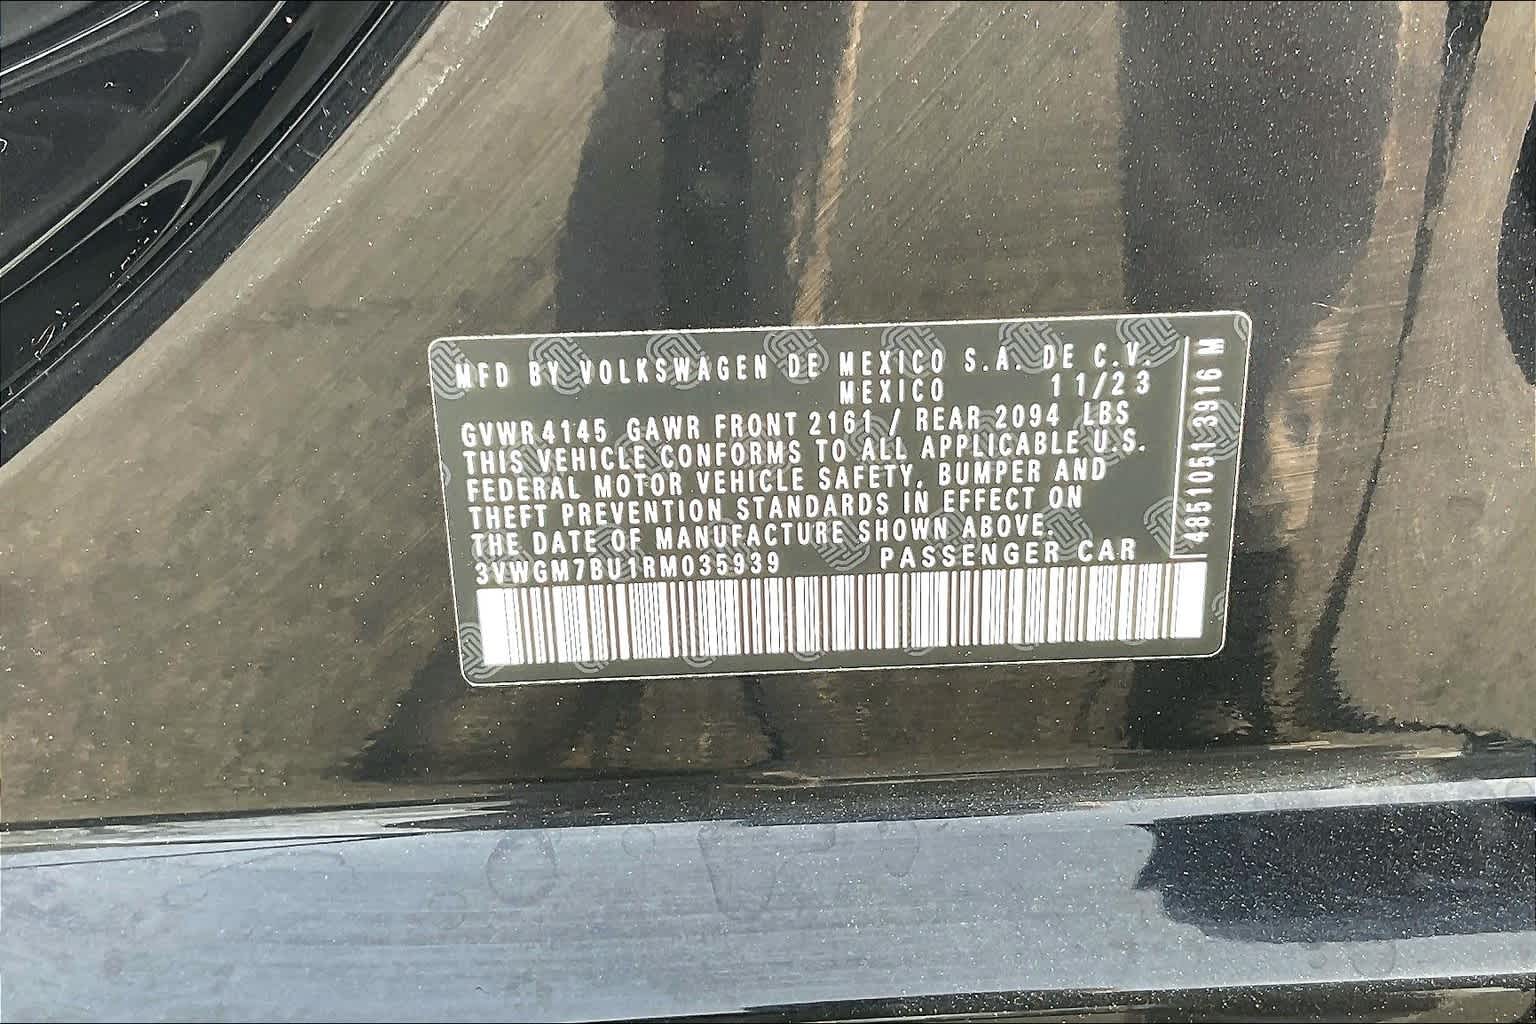 MFD BY VOLKSWAGEN DE MEXICO S.A. DE C.V.
MEXICO 11/23
GVWR 4145 GAWR FRONT 2161 / REAR 2094 LBS
THIS VEHICLE CONFORMS TO ALL APPLICABLE U.S.
FEDERAL MOTOR VEHICLE SAFETY, BUMPER AND
THEFT PREVENTION STANDARDS IN EFFECT ON
THE DATE OF MANUFACTURE SHOWN ABOVE.
3VWGM7BU1RM035939 PASSENGER CAR
4851051 3916 M